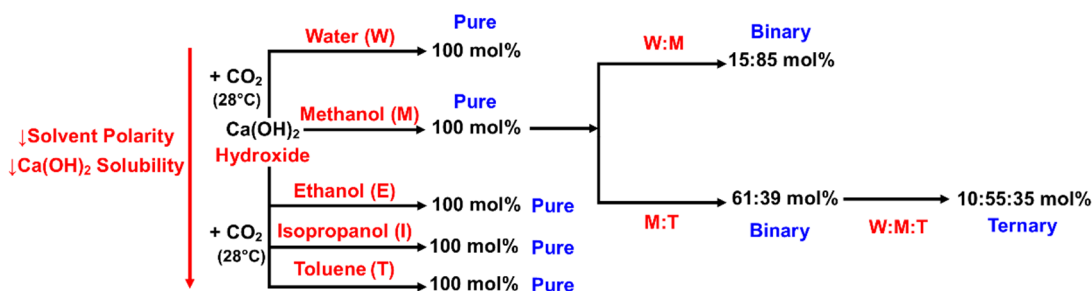 Pure
Water (W)
100 mol%
+ CO₂
(28°C)
W:M
Binary
15:85 mol%
Pure
Methanol (M)
Ca(OH)₂
100 mol%
Hydroxide
↓Solvent Polarity
↓Ca(OH)₂ Solubility
Ethanol (E)
100 mol%
Pure
+ CO₂
(28°C)
Isopropanol (I)
100 mol%
Pure
Toluene (T)
100 mol%
Pure
M:T
61:39 mol%
Binary
W:M:T
10:55:35 mol%
Ternary